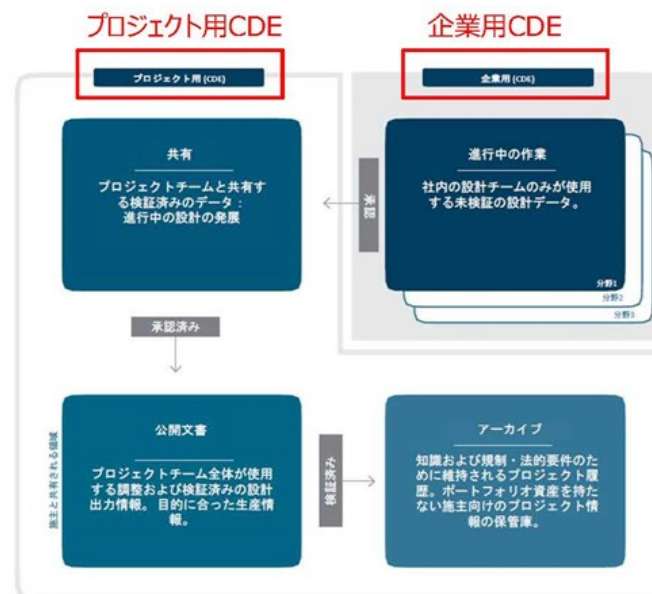 プロジェクト用CDE
企業用CDE
プロジェクト用 (CDE)
企業用 (CDE)
共有
プロジェクトチームと共有す
る検証済みのデータ：
進行中の設計の発展
承認
進行中の作業
社内の設計チームのみが使用
する未検証の設計データ。
分野1
分野2
分野3
承認済み
施主と共有される領域
公開文書
プロジェクトチーム全体が使用
する調整および検証済みの設計
出力情報。 目的に合った生産情
報。
検証済み
アーカイブ
知識および規制・法的要件のた
めに維持されるプロジェクト履
歴。ポートフォリオ資産を持た
ない施主向けのプロジェクト情
報の保管庫。